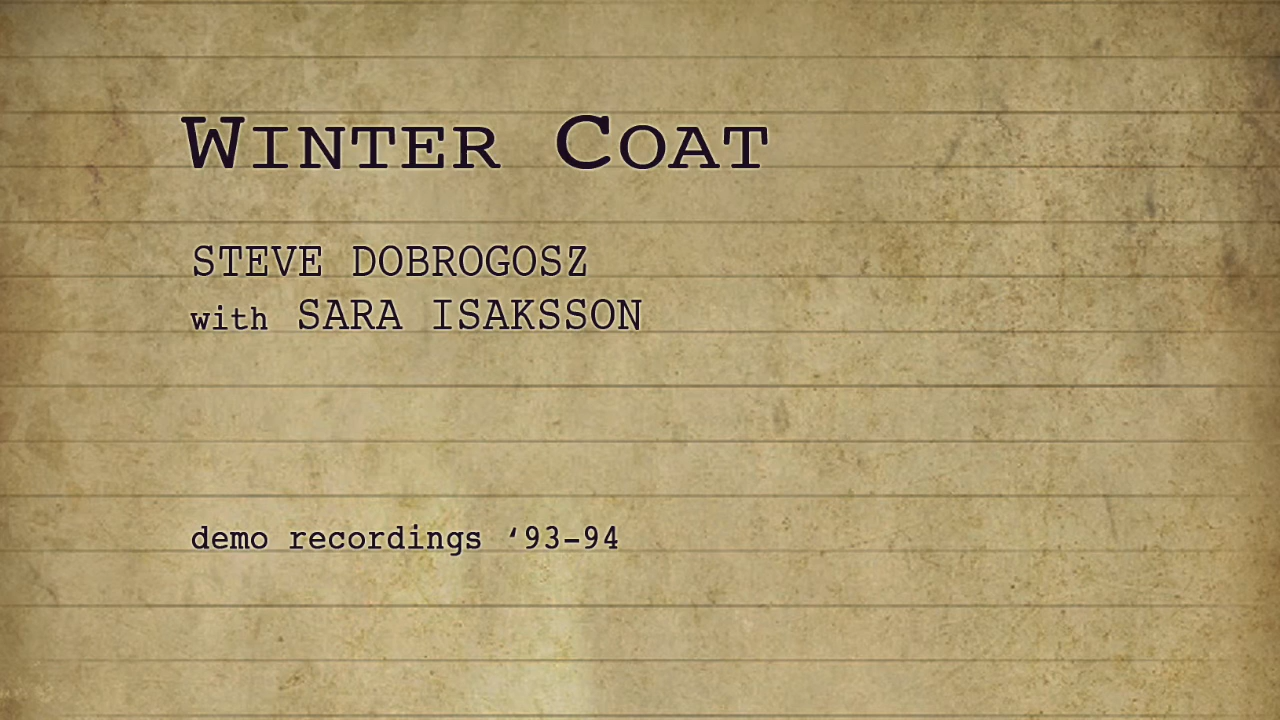 Winter Coat
STEVE DOBROGOSZ
with SARA ISAKSSON
demo recordings ‘93-94